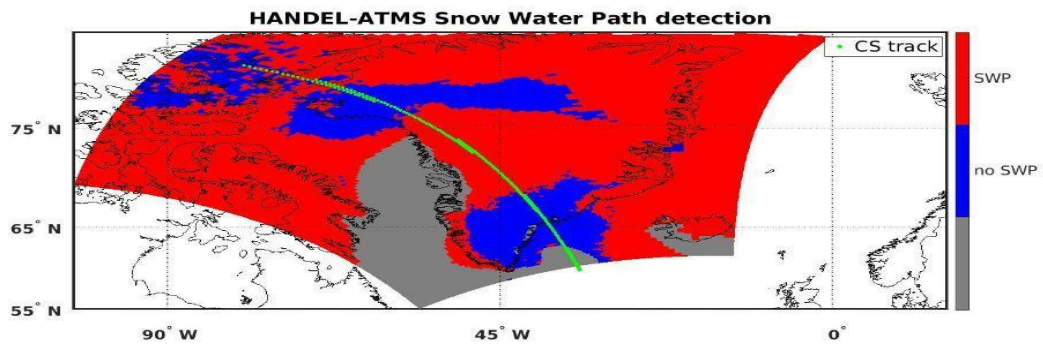 HANDEL-ATMS Snow Water Path detection
CS track
SWP
75° N
no SWP
65° N
55° N
90° W
45° W
0°